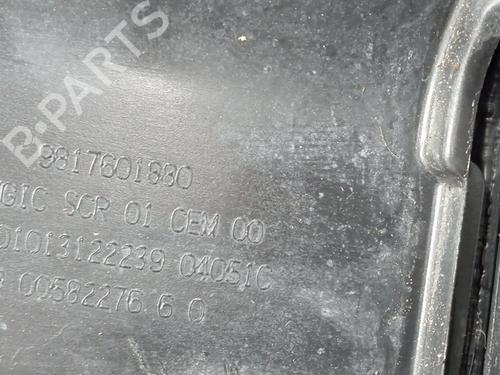 B-PARTS
9817601880
GIC SCR 01 CEM 00
01013122239 04051C
00582276 6 0